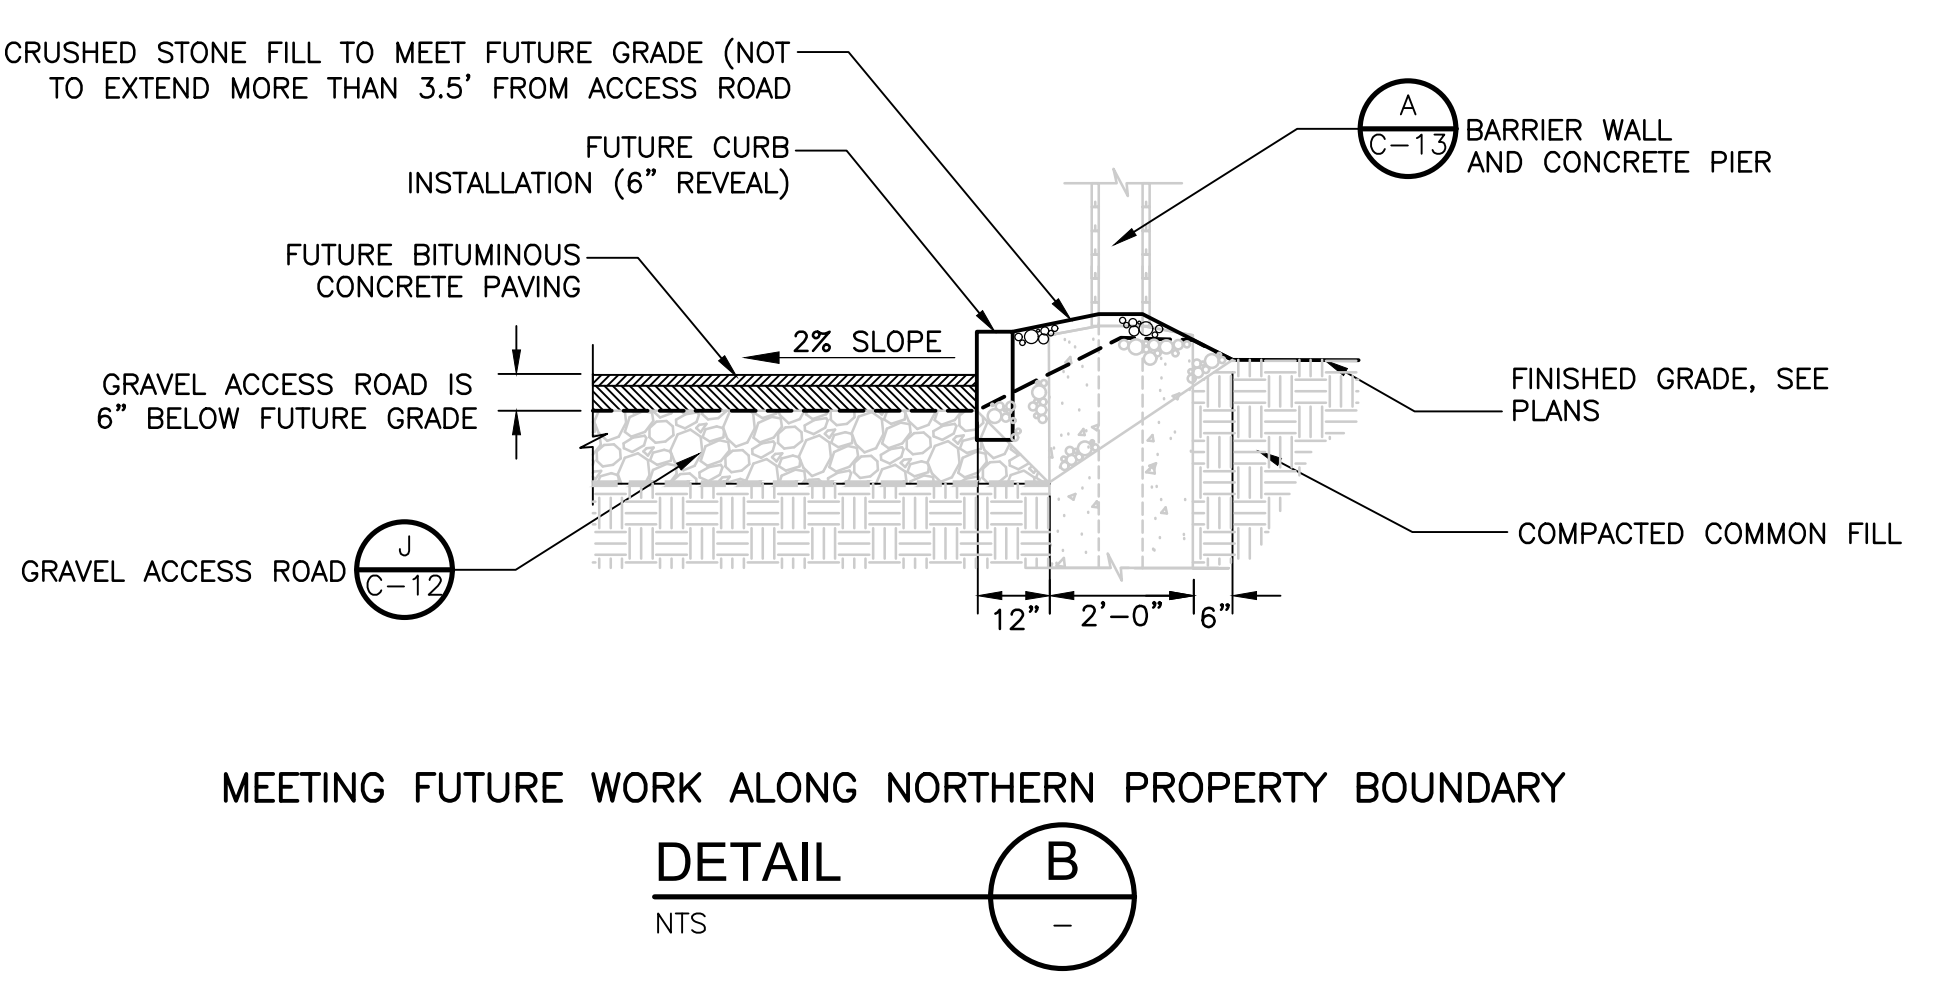 CRUSHED STONE FILL TO MEET FUTURE GRADE (NOT
TO EXTEND MORE THAN 3.5' FROM ACCESS ROAD
FUTURE CURB
INSTALLATION (6" REVEAL)
FUTURE BITUMINOUS
CONCRETE PAVING
2% SLOPE
GRAVEL ACCESS ROAD IS
6" BELOW FUTURE GRADE
GRAVEL ACCESS ROAD
J
C-12
A
C-13
BARRIER WALL
AND CONCRETE PIER
FINISHED GRADE, SEE
PLANS
COMPACTED COMMON FILL
12"
2'-0"
6"
MEETING FUTURE WORK ALONG NORTHERN PROPERTY BOUNDARY
DETAIL
B
NTS
-